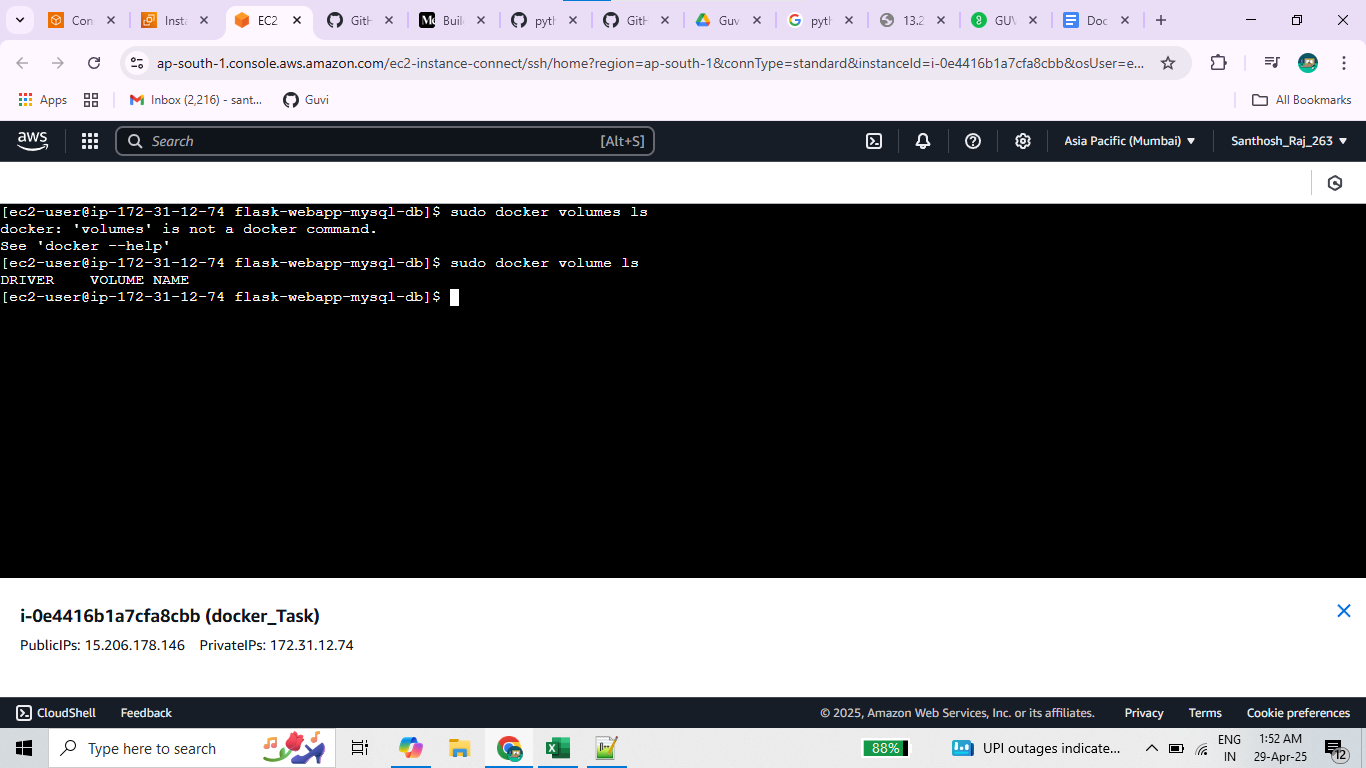 Con
Insta
EC2
GitH
Buil
pyth
GitH
Guv
pyth
13.2
GUV
Doc
ap-south-1.console.aws.amazon.com/ec2-instance-connect/ssh/home?region=ap-south-1&connType=standard&instanceId=i-0e4416b1a7cfa8cbb&osUser=e...
Apps
Inbox (2,216) - sant...
Guvi
All Bookmarks
aws
Search
[Alt+S]
Asia Pacific (Mumbai)
Santhosh_Raj_263
[ec2-user@ip-172-31-12-74 flask-webapp-mysql-db]$ sudo docker volumes ls
docker: 'volumes' is not a docker command.
See 'docker --help'
[ec2-user@ip-172-31-12-74 flask-webapp-mysql-db]$ sudo docker volume ls
DRIVER    VOLUME NAME
[ec2-user@ip-172-31-12-74 flask-webapp-mysql-db]$
i-0e4416b1a7cfa8cbb (docker_Task)
PublicIPs: 15.206.178.146    PrivateIPs: 172.31.12.74
CloudShell
Feedback
© 2025, Amazon Web Services, Inc. or its affiliates.
Privacy
Terms
Cookie preferences
Type here to search
88%
UPI outages indicate...
ENG
IN
1:52 AM
29-Apr-25
12